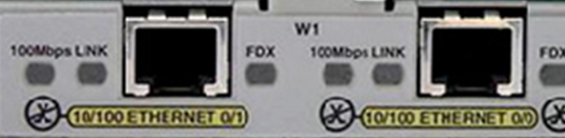 W1
100Mbps LINK
FDX
100Mbps LINK
FDX
10/100 ETHERNET 0/1
10/100 ETHERNET 0/0